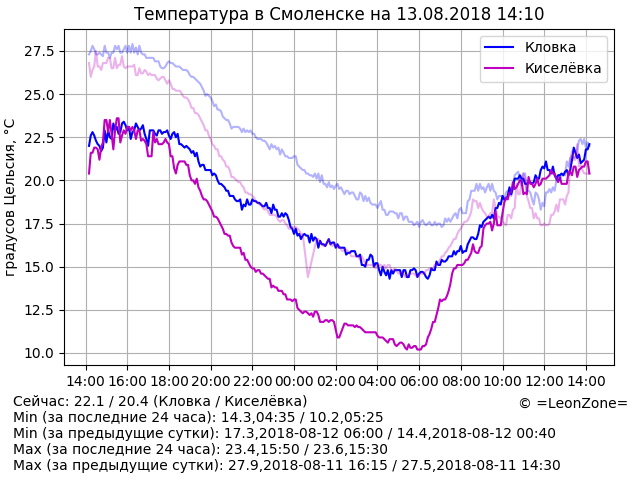 Температура в Смоленске на 13.08.2018 14:10
Кловка
Киселёвка
градусов Цельсия, °C
27.5
25.0
22.5
20.0
17.5
15.0
12.5
10.0
14:00 16:00 18:00 20:00 22:00 00:00 02:00 04:00 06:00 08:00 10:00 12:00 14:00
Сейчас: 22.1 / 20.4 (Кловка / Киселёвка)
© =LeonZone=
Min (за последние 24 часа): 14.3,04:35 / 10.2,05:25
Min (за предыдущие сутки): 17.3,2018-08-12 06:00 / 14.4,2018-08-12 00:40
Max (за последние 24 часа): 23.4,15:50 / 23.6,15:30
Max (за предыдущие сутки): 27.9,2018-08-11 16:15 / 27.5,2018-08-11 14:30